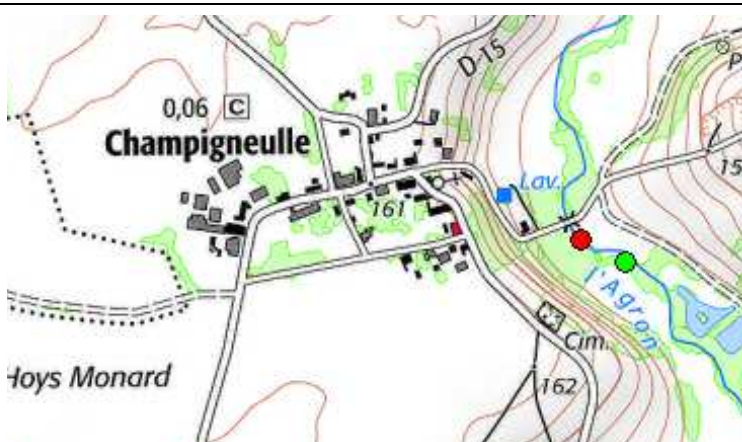 D 15
P
0,06 C
Champigneulle
Lav.
15
161
l'Agron
Cim.
Hoys Monard
162